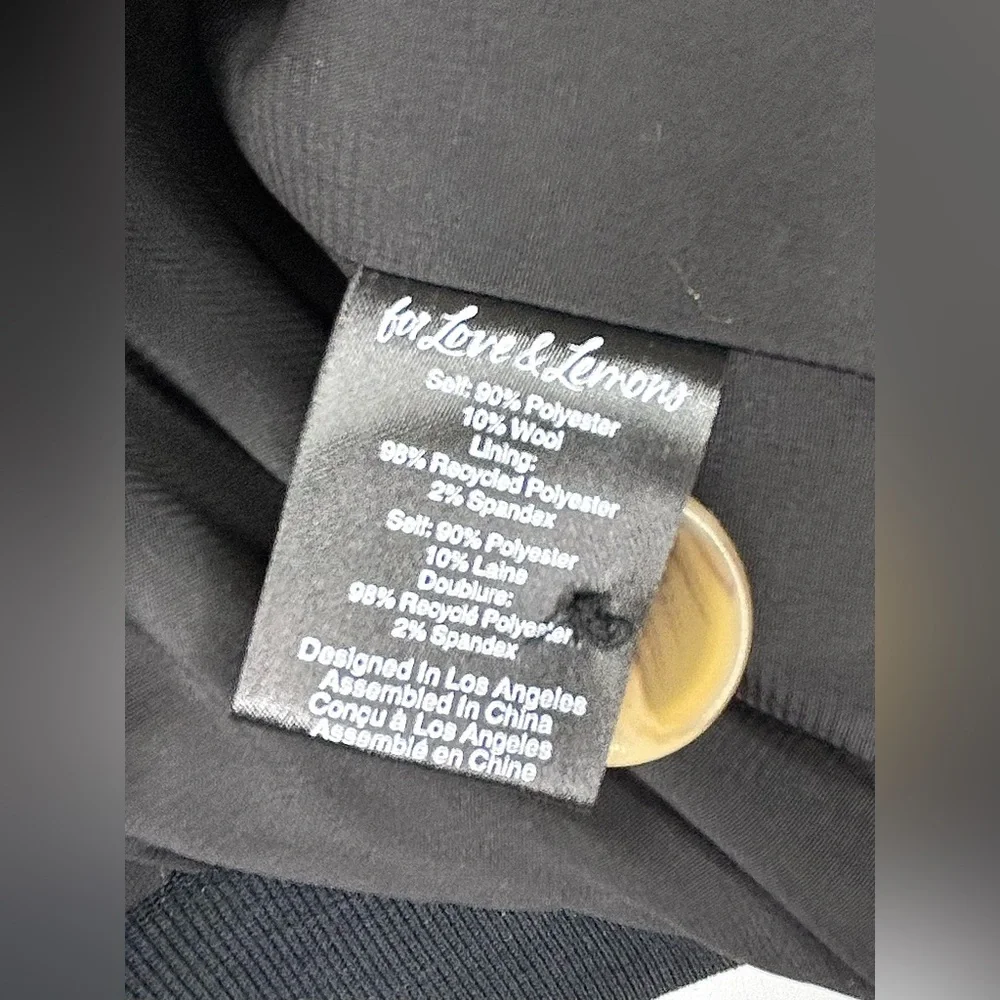 for Love & Lemons
Self: 90% Polyester
10% Wool
Lining:
98% Recycled Polyester
2% Spandex
Self: 90% Polyester
10% Laine
Doublure:
98% Recyclé Polyester
2% Spandex
Designed In Los Angeles
Assembled In China
Conçu à Los Angeles
Assemblé en Chine